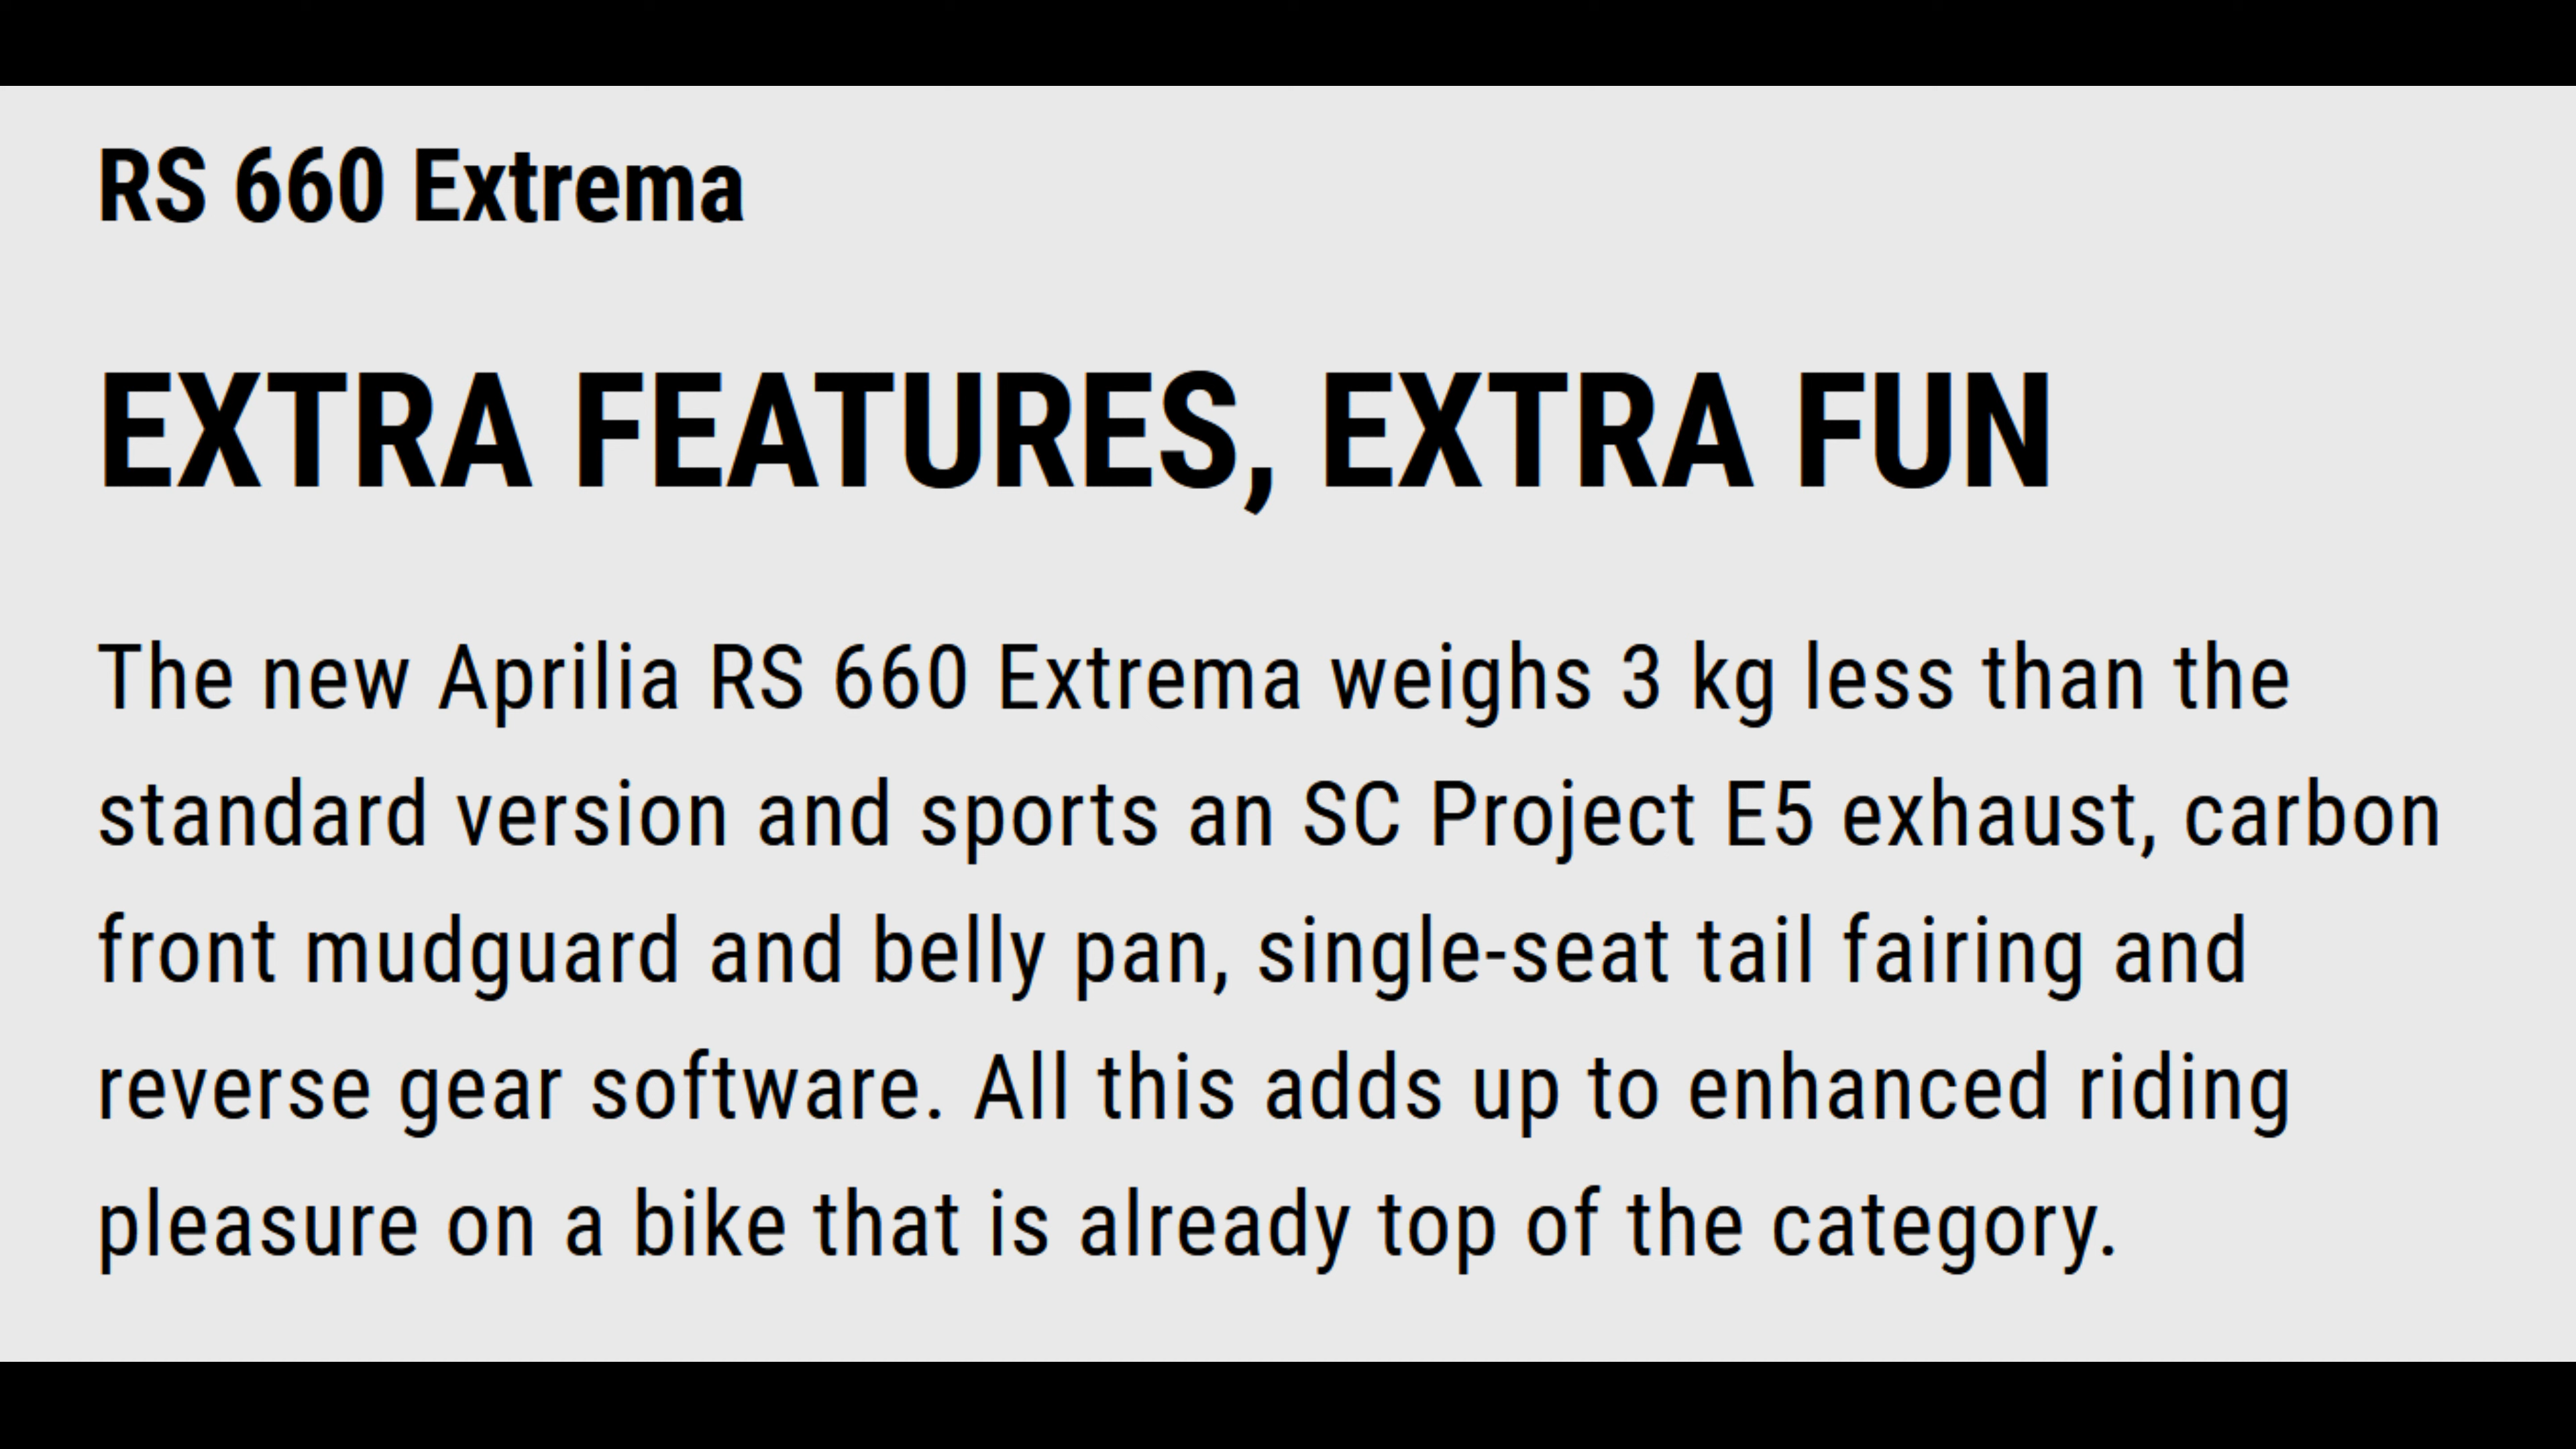 RS 660 Extrema
EXTRA FEATURES, EXTRA FUN
The new Aprilia RS 660 Extrema weighs 3 kg less than the
standard version and sports an SC Project E5 exhaust, carbon
front mudguard and belly pan, single-seat tail fairing and
reverse gear software. All this adds up to enhanced riding
pleasure on a bike that is already top of the category.